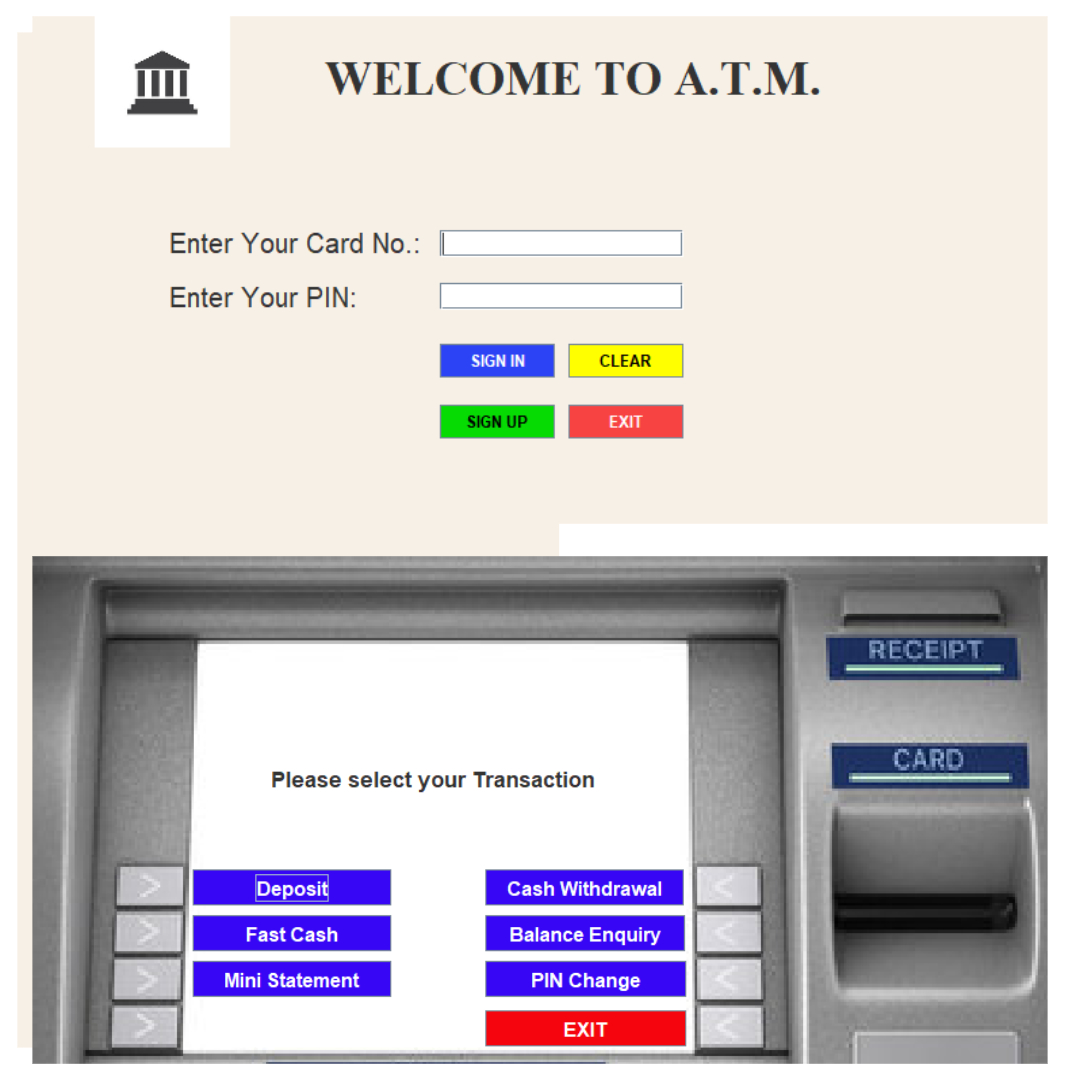 WELCOME TO A.T.M.
Enter Your Card No.:
Enter Your PIN:
SIGN IN CLEAR
SIGN UP EXIT
RECEIPT
CARD
Please select your Transaction
> Deposit Cash Withdrawal <
> Fast Cash Balance Enquiry <
> Mini Statement PIN Change <
> EXIT <